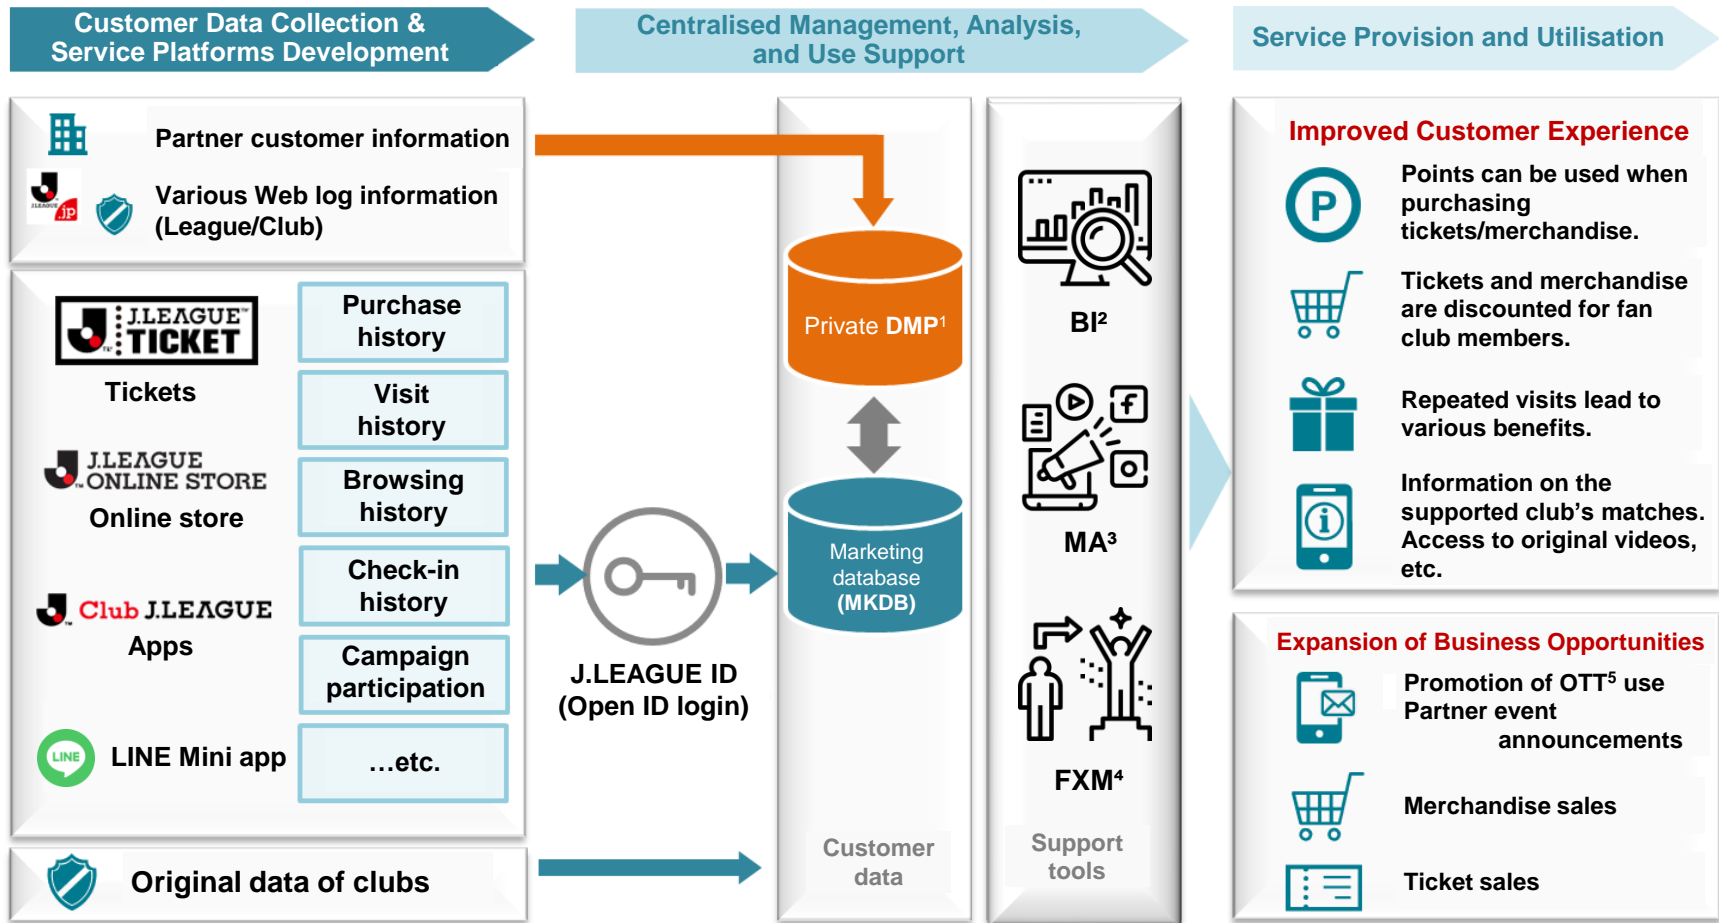 Customer Data Collection &
Service Platforms Development
Centralised Management, Analysis,
and Use Support
Service Provision and Utilisation
Partner customer information
J.LEAGUE
.jp
Various Web log information
(League/Club)
J.LEAGUE™
TICKET
Tickets
J.LEAGUE
ONLINE STORE
Online store
Club J.LEAGUE
Apps
LINE
LINE Mini app
Purchase
history
Visit
history
Browsing
history
Check-in
history
Campaign
participation
...etc.
Original data of clubs
J.LEAGUE ID
(Open ID login)
Private DMP¹
Marketing
database
(MKDB)
Customer
data
BI²
MA³
FXM⁴
Support
tools
Improved Customer Experience
P
Points can be used when
purchasing
tickets/merchandise.
Tickets and merchandise
are discounted for fan
club members.
Repeated visits lead to
various benefits.
Information on the
supported club's matches.
Access to original videos,
etc.
Expansion of Business Opportunities
Promotion of OTT⁵ use
Partner event
announcements
Merchandise sales
Ticket sales